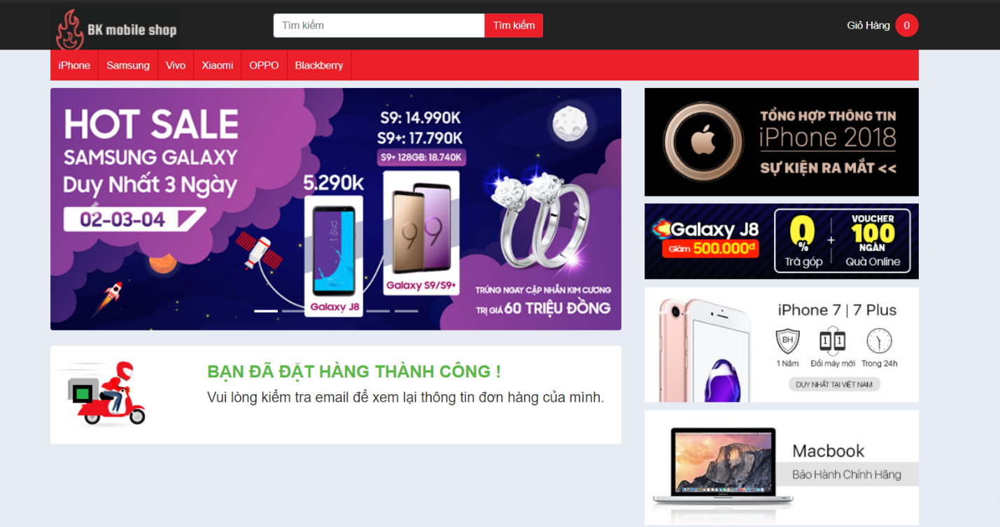 BK mobile shop
Tìm kiếm
Tìm kiếm
Giỏ Hàng 0
iPhone
Samsung
Vivo
Xiaomi
OPPO
Blackberry
HOT SALE
SAMSUNG GALAXY
Duy Nhất 3 Ngày
02-03-04
S9: 14.990K
S9+: 17.790K
S9+ 128GB: 18.740K
5.290k
Galaxy J8
Galaxy S9/S9+
TRÚNG NGAY CẶP NHẪN KIM CƯƠNG
TRỊ GIÁ 60 TRIỆU ĐỒNG
TỔNG HỢP THÔNG TIN
iPhone 2018
SỰ KIỆN RA MẮT <<
Galaxy J8
Giảm 500.000đ
0%
Trả góp
+
VOUCHER
100
NGÀN
Quà Online
iPhone 7 | 7 Plus
BH
1 1
1 Năm
Đổi máy mới
Trong 24h
DUY NHẤT TẠI VIỆT NAM
Macbook
Bảo Hành Chính Hãng
BẠN ĐÃ ĐẶT HÀNG THÀNH CÔNG !
Vui lòng kiểm tra email để xem lại thông tin đơn hàng của mình.